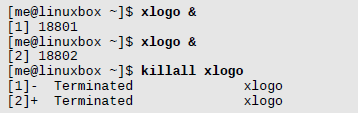 [me@linuxbox ~]$ xlogo &
[1] 18801
[me@linuxbox ~]$ xlogo &
[2] 18802
[me@linuxbox ~]$ killall xlogo
[1]-  Terminated              xlogo
[2]+  Terminated              xlogo